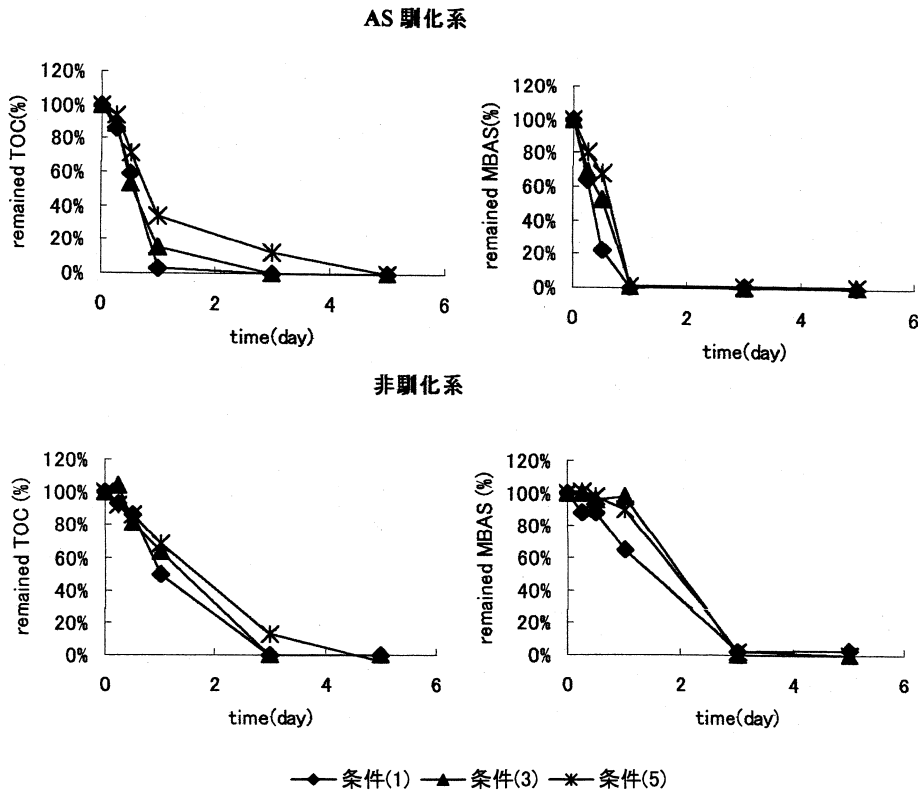 AS 馴化系
120%
100%
80%
60%
40%
20%
0%
remained TOC(%)
0 2 4 6
time(day)
120%
100%
80%
60%
40%
20%
0%
remained MBAS(%)
0 2 4 6
time(day)
非馴化系
120%
100%
80%
60%
40%
20%
0%
remained TOC (%)
0 2 4 6
time(day)
120%
100%
80%
60%
40%
20%
0%
remained MBAS (%)
0 2 4 6
time(day)
条件(1) 条件(3) 条件(5)